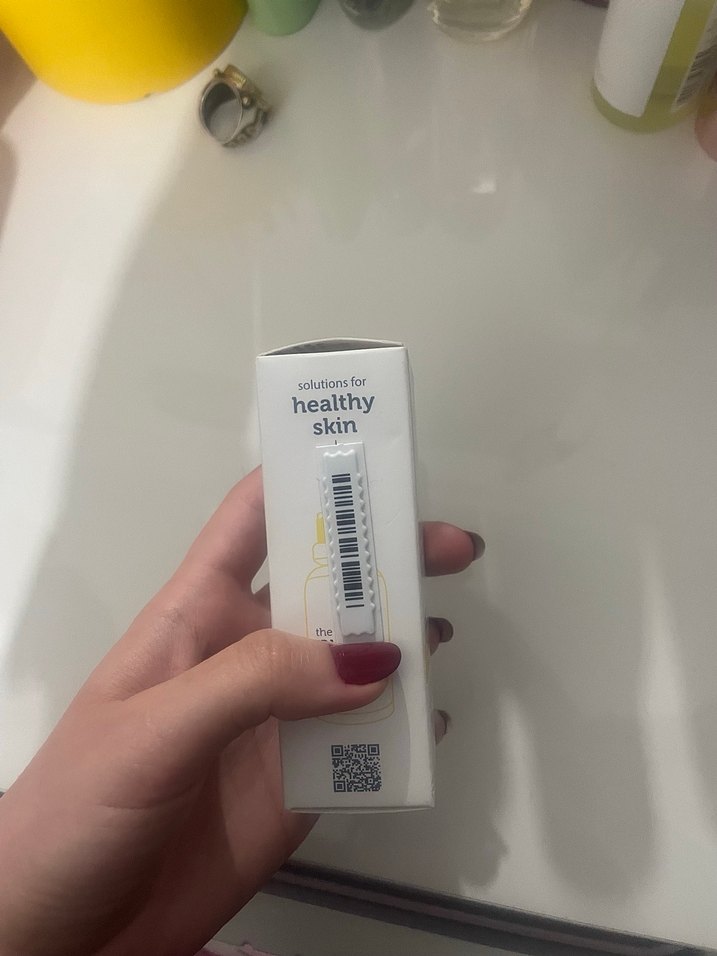 solutions for
healthy
skin
the